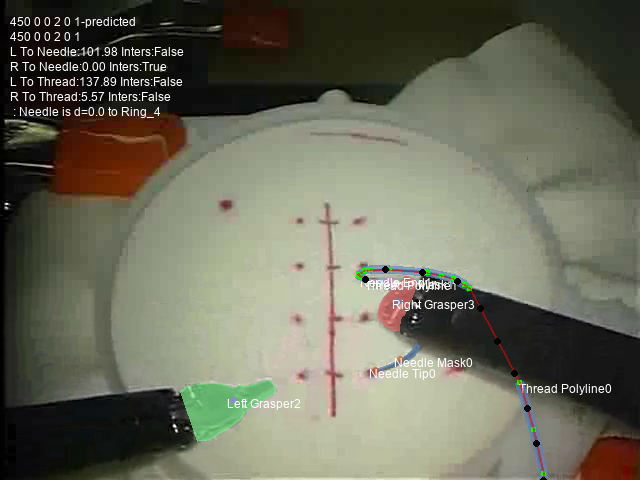 450 0 0 2 0 1-predicted
450 0 0 2 0 1
L To Needle:101.98 Inters:False
R To Needle:0.00 Inters:True
L To Thread:137.89 Inters:False
R To Thread:5.57 Inters:False
: Needle is d=0.0 to Ring_4
Thread Polyline1
Right Grasper3
Needle Mask0
Needle Tip0
Thread Polyline0
Left Grasper2